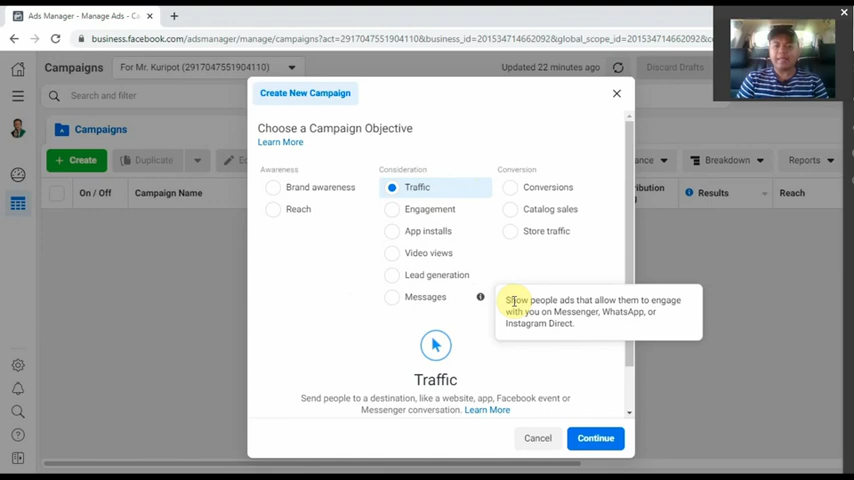 Ads Manager - Manage Ads - Ca
business.facebook.com/adsmanager/manage/campaigns?act=2917047551904110&business_id=201534714662092&global_scope_id=201534714662092&
Campaigns
For Mr. Kuripot (2917047551904110)
Updated 22 minutes ago
Discard Drafts
Search and filter
Create New Campaign
Choose a Campaign Objective
Learn More
Campaigns
+ Create
Duplicate
Breakdown
Reports
On / Off
Campaign Name
Results
Reach
Awareness
Brand awareness
Reach
Consideration
Traffic
Engagement
App installs
Video views
Lead generation
Messages
Conversion
Conversions
Catalog sales
Store traffic
Show people ads that allow them to engage
with you on Messenger, WhatsApp, or
Instagram Direct.
Traffic
Send people to a destination, like a website, app, Facebook event or
Messenger conversation. Learn More
Cancel
Continue